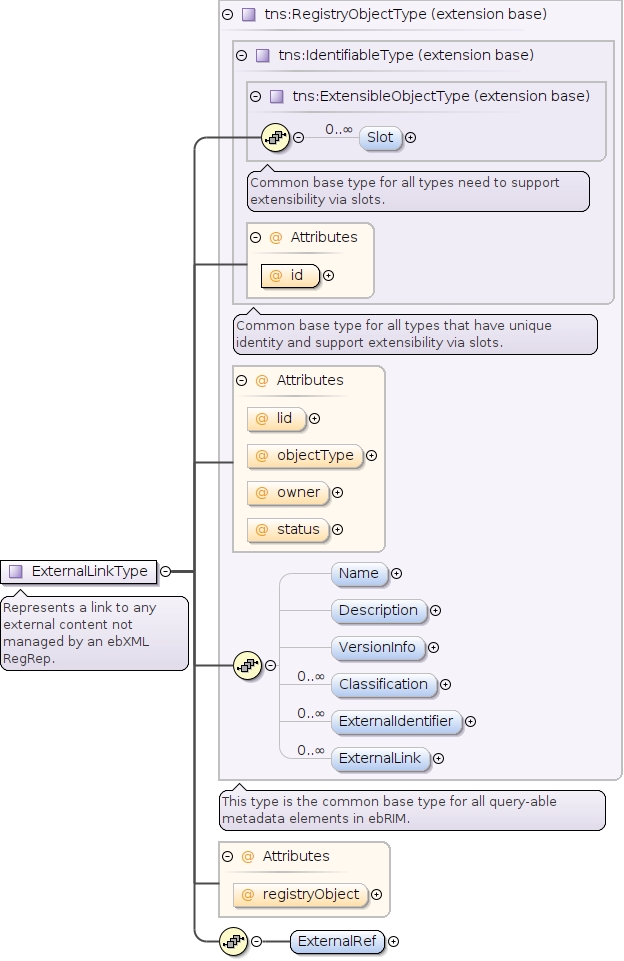 tns:RegistryObjectType (extension base)
tns:IdentifiableType (extension base)
tns:ExtensibleObjectType (extension base)
0..∞
Slot
Common base type for all types need to support
extensibility via slots.
@ Attributes
@ id
Common base type for all types that have unique
identity and support extensibility via slots.
@ Attributes
@ lid
@ objectType
@ owner
@ status
ExternalLinkType
Represents a link to any
external content not
managed by an ebXML
RegRep.
Name
Description
VersionInfo
0..∞
Classification
0..∞
ExternalIdentifier
0..∞
ExternalLink
This type is the common base type for all query-able
metadata elements in ebRIM.
@ Attributes
@ registryObject
ExternalRef